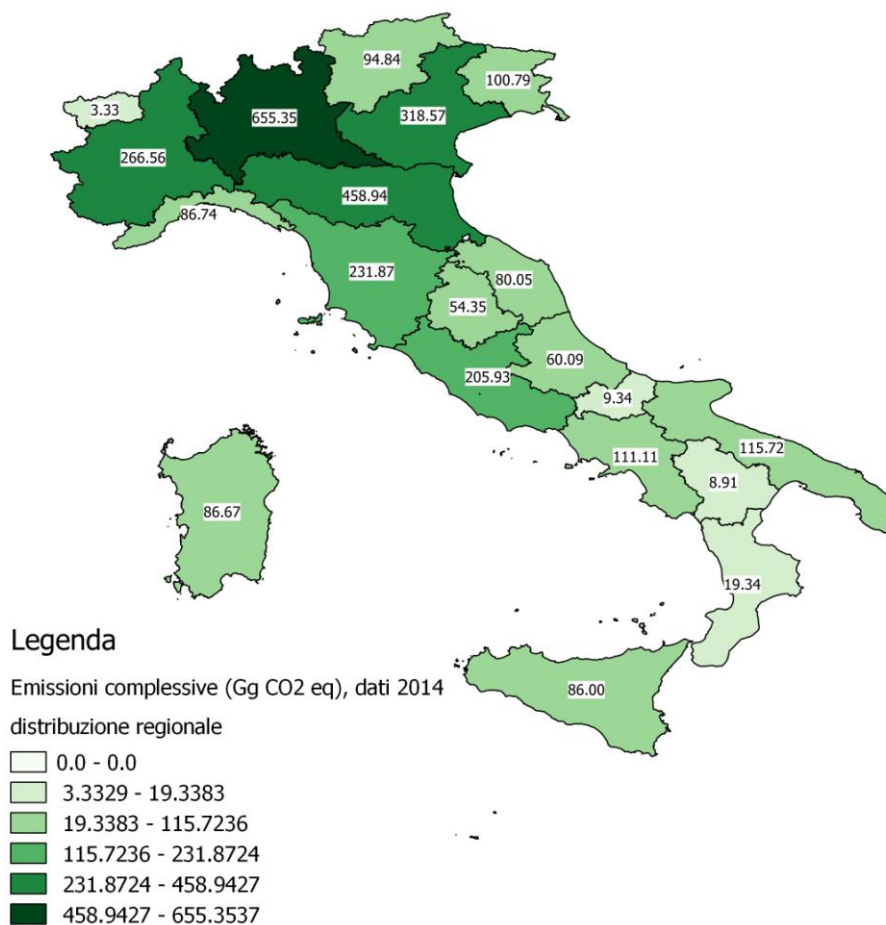 94.84
100.79
3.33
655.35
318.57
266.56
458.94
86.74
231.87
80.05
54.35
60.09
205.93
9.34
115.72
111.11
8.91
86.67
19.34
86.00
Legenda
Emissioni complessive (Gg CO2 eq), dati 2014
distribuzione regionale
0.0 - 0.0
3.3329 - 19.3383
19.3383 - 115.7236
115.7236 - 231.8724
231.8724 - 458.9427
458.9427 - 655.3537